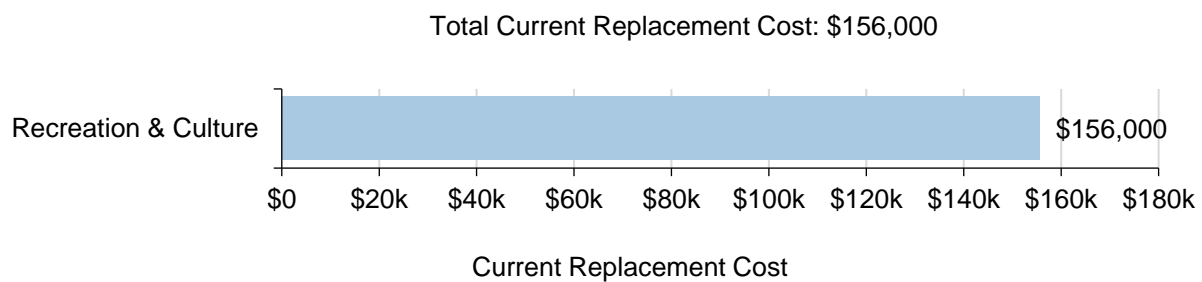 Total Current Replacement Cost: $156,000
Recreation & Culture
$156,000
$0 $20k $40k $60k $80k $100k $120k $140k $160k $180k
Current Replacement Cost